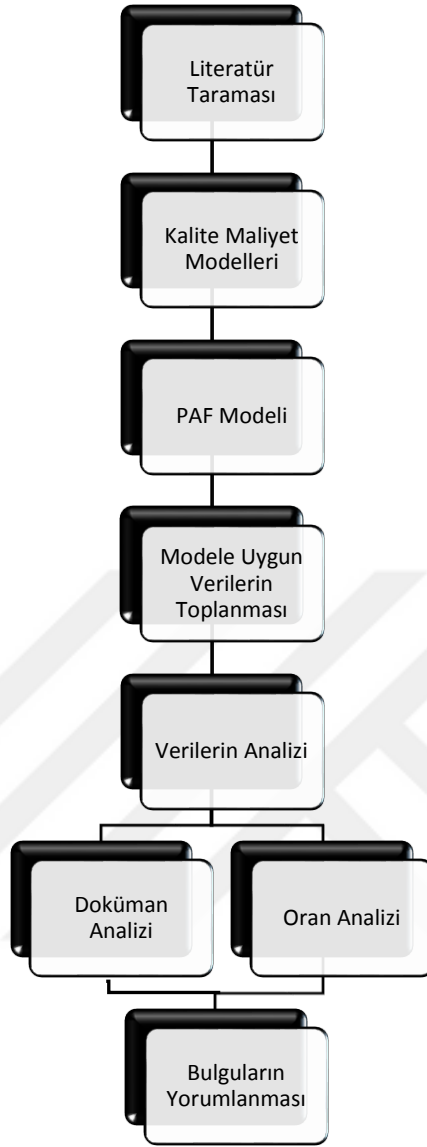 Literatür
Taraması
Kalite Maliyet
Modelleri
PAF Modeli
Modele Uygun
Verilerin
Toplanması
Verilerin Analizi
Doküman
Analizi
Oran Analizi
Bulguların
Yorumlanması